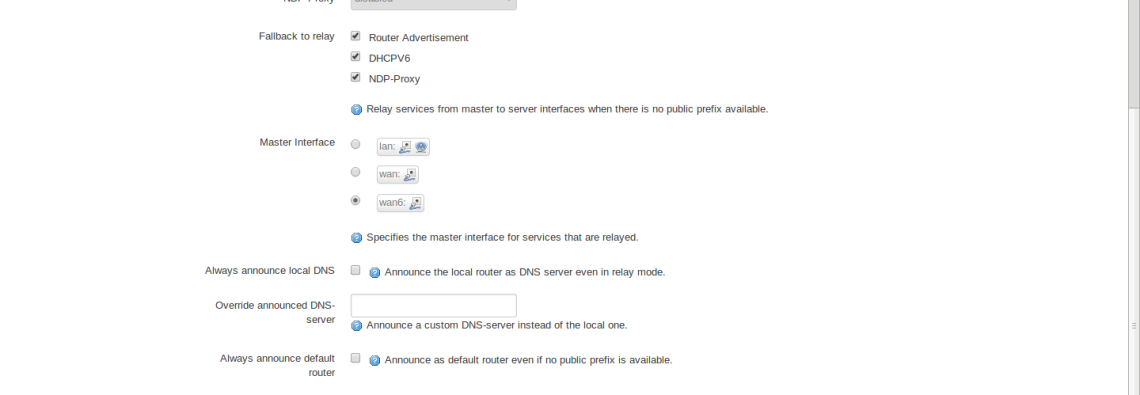 NDP-Proxy
disabled
Fallback to relay
Router Advertisement
DHCPV6
NDP-Proxy
Relay services from master to server interfaces when there is no public prefix available.
Master Interface
lan:
wan:
wan6:
Specifies the master interface for services that are relayed.
Always announce local DNS
Announce the local router as DNS server even in relay mode.
Override announced DNS-
server
Announce a custom DNS-server instead of the local one.
Always announce default
router
Announce as default router even if no public prefix is available.